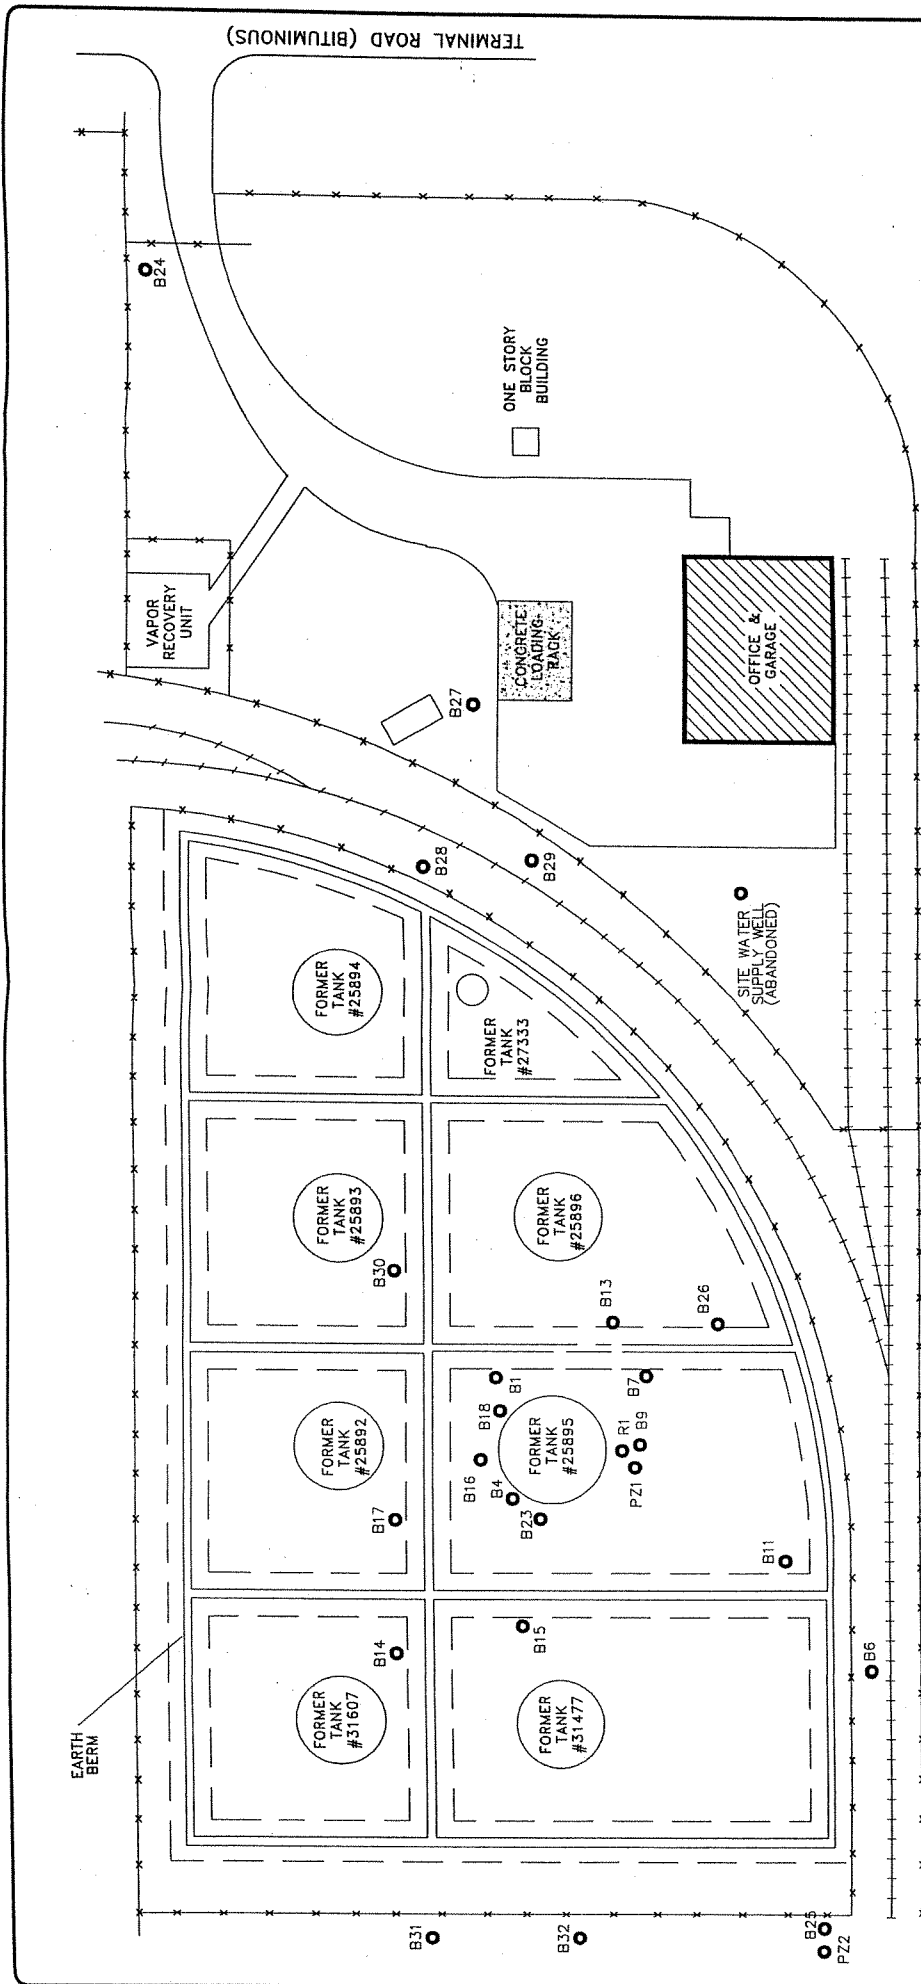 TERMINAL ROAD (BITUMINOUS)
B24
ONE STORY
BLOCK
BUILDING
VAPOR
RECOVERY
UNIT
CONCRETE
LOADING
RACK
OFFICE &
GARAGE
B27
B28
B29
SITE WATER
SUPPLY WELL
(ABANDONED)
FORMER
TANK
#25894
FORMER
TANK
#27333
FORMER
TANK
#25893
B30
FORMER
TANK
#25896
B13
B26
FORMER
TANK
#25892
B17
B1
B18
B16
B4
B23
FORMER
TANK
#25895
B7
R1
B9
PZ1
B11
EARTH
BERM
FORMER
TANK
#31607
B14
B15
FORMER
TANK
#31477
B6
B31
B32
B25
PZ2